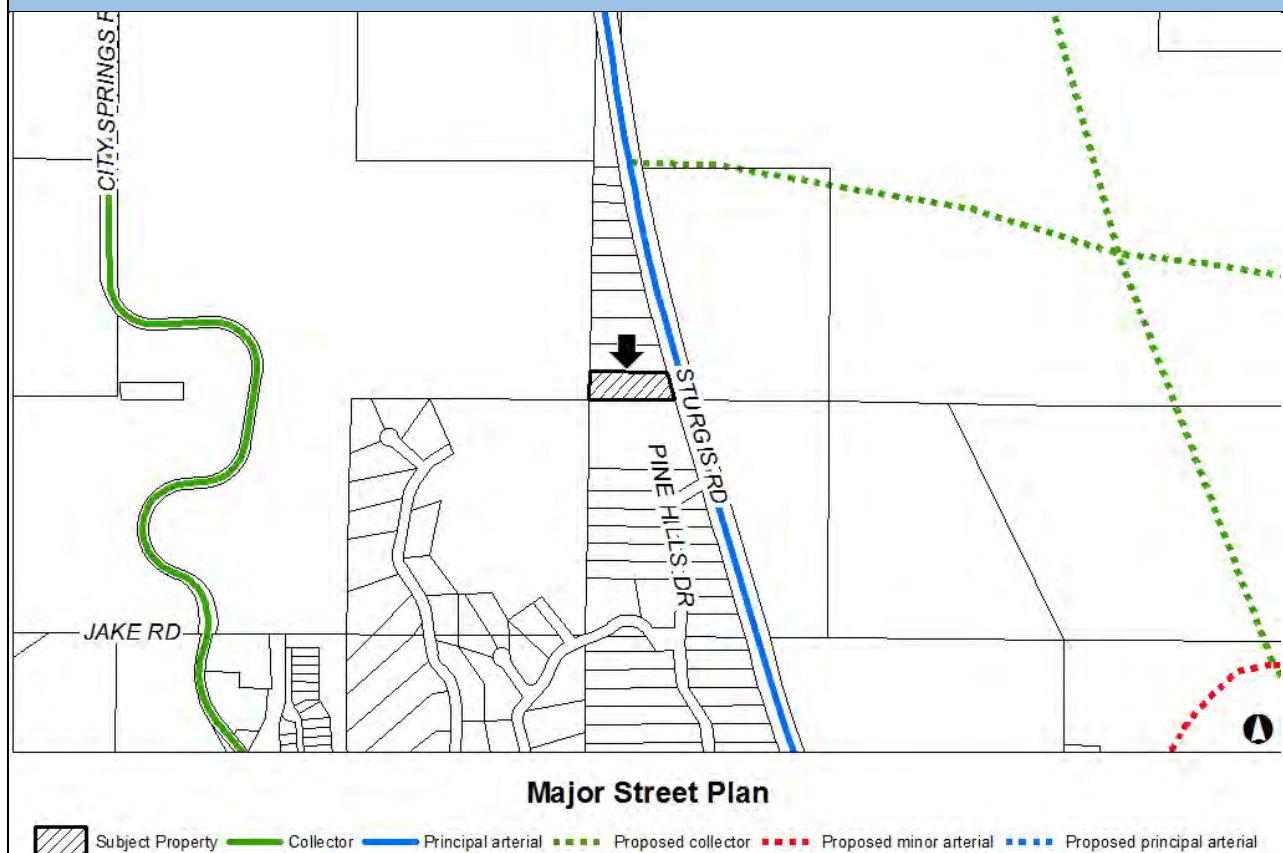 CITY SPRINGS R
STURGIS RD
PINE HILLS DR
JAKE RD
Major Street Plan
Subject Property Collector Principal arterial Proposed collector Proposed minor arterial Proposed principal arterial